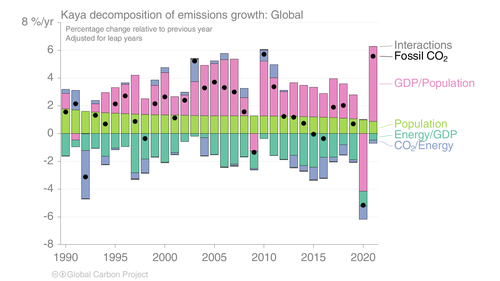 Kaya decomposition of emissions growth: Global
8 %/yr
Percentage change relative to previous year
Adjusted for leap years
6
4
2
0
-2
-4
-6
-8
Interactions
Fossil CO₂
GDP/Population
Population
Energy/GDP
CO₂/Energy
1990 1995 2000 2005 2010 2015 2020
Global Carbon Project